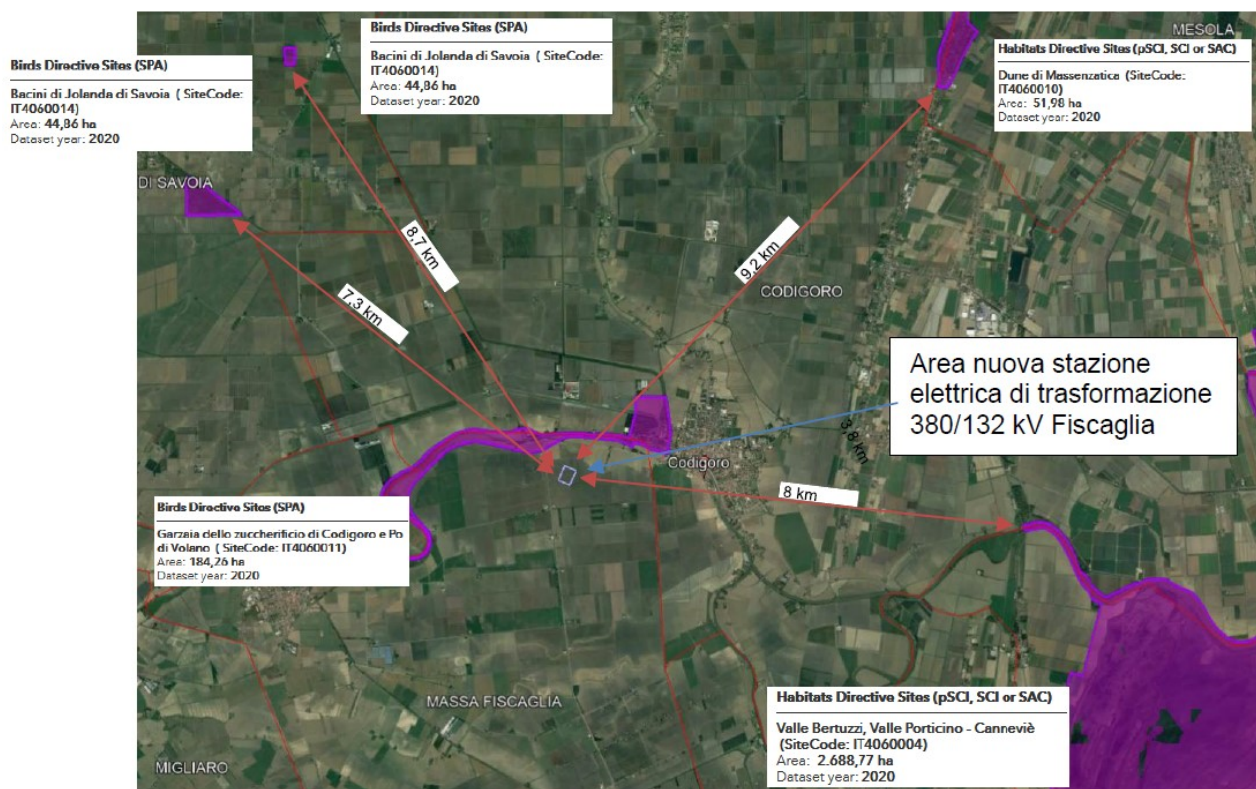 Birds Directive Sites (SPA)
Bacini di Jolanda di Savoia ( SiteCode:
IT4060014)
Area: 44,86 ha
Dataset year: 2020
Birds Directive Sites (SPA)
Bacini di Jolanda di Savoia ( SiteCode:
IT4060014)
Area: 44,86 ha
Dataset year: 2020
MESOLA
Habitats Directive Sites (pSCI, SCI or SAC)
Dune di Massenzatica (SiteCode:
IT4060010)
Area: 51,98 ha
Dataset year: 2020
DI SAVOIA
8,7 km
7,3 km
9,2 km
CODIGORO
Area nuova stazione
elettrica di trasformazione
380/132 kV Fiscaglia
3,8 km
Codigoro
8 km
Birds Directive Sites (SPA)
Garzaia dello zuccherificio di Codigoro e Po
di Volano ( SiteCode: IT4060011)
Area: 184,26 ha
Dataset year: 2020
MASSA FISCAGLIA
Habitats Directive Sites (pSCI, SCI or SAC)
Valle Bertuzzi, Valle Porticino - Canneviè
(SiteCode: IT4060004)
Area: 2.688,77 ha
Dataset year: 2020
MIGLIARO